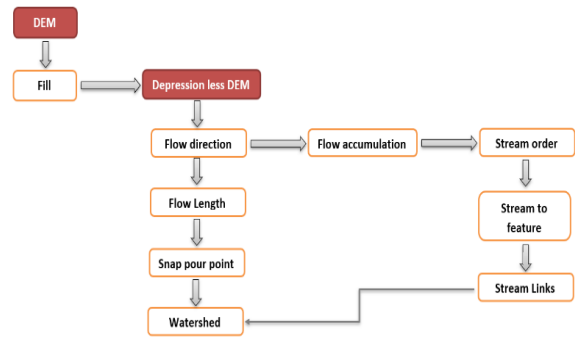 DEM
Fill
Depression less DEM
Flow direction
Flow accumulation
Stream order
Flow Length
Stream to
feature
Snap pour point
Stream Links
Watershed